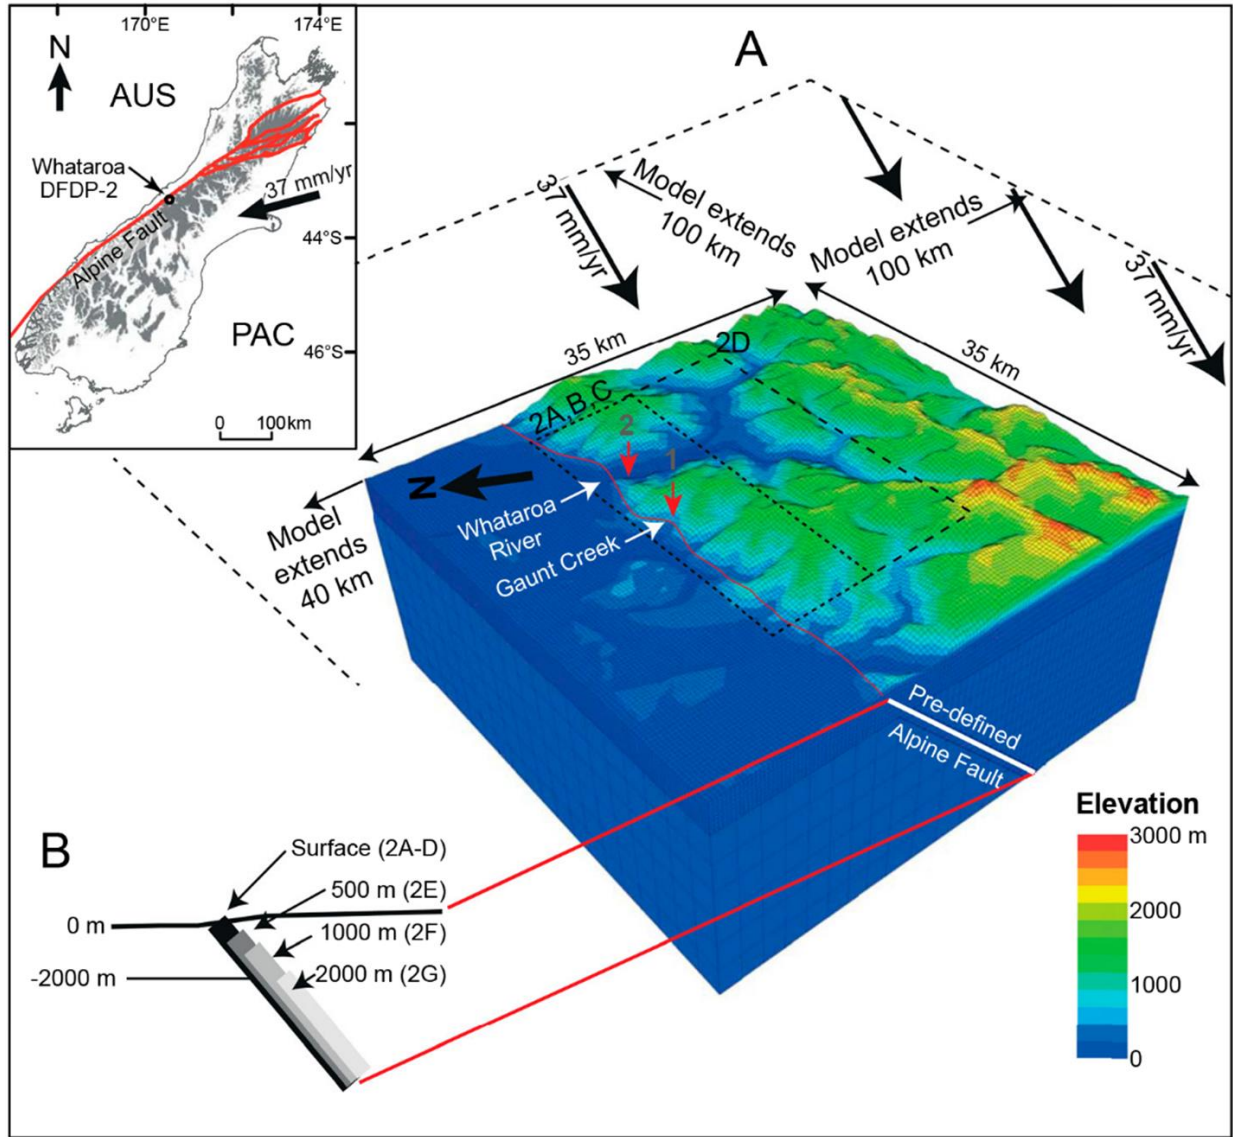 170°E
174°E
N
AUS
Whataroa
DFDP-2
37 mm/yr
Alpine Fault
44°S
PAC
46°S
0
100km
A
37 mm/yr
Model extends
100 km
Model extends
100 km
37 mm/yr
35 km
35 km
2D
2A,B,C
2
1
N
Whataroa
River
Gaunt Creek
Model
extends
40 km
Pre-defined
Alpine Fault
B
Surface (2A-D)
500 m (2E)
0 m
1000 m (2F)
2000 m (2G)
-2000 m
Elevation
3000 m
2000
1000
0